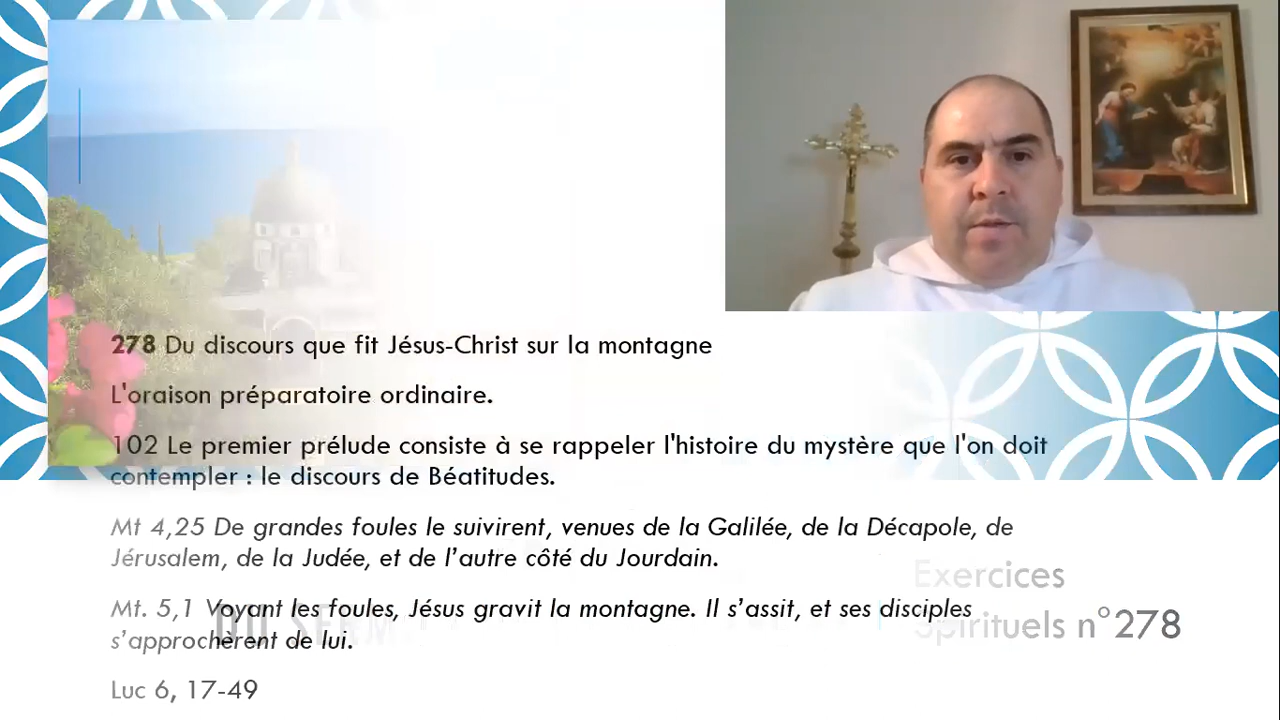 278 Du discours que fit Jésus-Christ sur la montagne
L'oraison préparatoire ordinaire.
102 Le premier prélude consiste à se rappeler l'histoire du mystère que l'on doit
contempler : le discours de Béatitudes.
Mt 4,25 De grandes foules le suivirent, venues de la Galilée, de la Décapole, de
Jérusalem, de la Judée, et de l’autre côté du Jourdain.
Mt. 5,1 Voyant les foules, Jésus gravit la montagne. Il s’assit, et ses disciples
s’approchèrent de lui.
Luc 6, 17-49
Exercices
Spirituels n°278